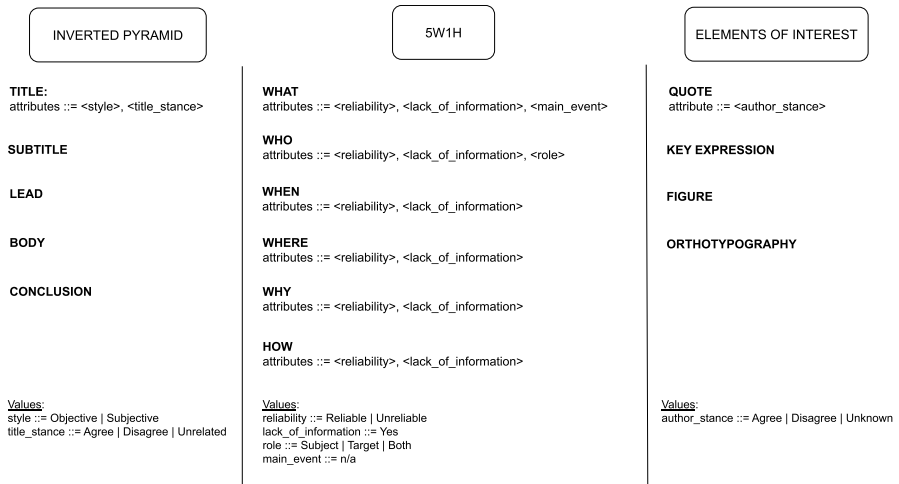 INVERTED PYRAMID
TITLE:
attributes ::= <style>, <title_stance>
SUBTITLE
LEAD
BODY
CONCLUSION
Values:
style ::= Objective | Subjective
title_stance ::= Agree | Disagree | Unrelated
5W1H
WHAT
attributes ::= <reliability>, <lack_of_information>, <main_event>
WHO
attributes ::= <reliability>, <lack_of_information>, <role>
WHEN
attributes ::= <reliability>, <lack_of_information>
WHERE
attributes ::= <reliability>, <lack_of_information>
WHY
attributes ::= <reliability>, <lack_of_information>
HOW
attributes ::= <reliability>, <lack_of_information>
Values:
reliability ::= Reliable | Unreliable
lack_of_information ::= Yes
role ::= Subject | Target | Both
main_event ::= n/a
ELEMENTS OF INTEREST
QUOTE
attribute ::= <author_stance>
KEY EXPRESSION
FIGURE
ORTHOTYPOGRAPHY
Values:
author_stance ::= Agree | Disagree | Unknown